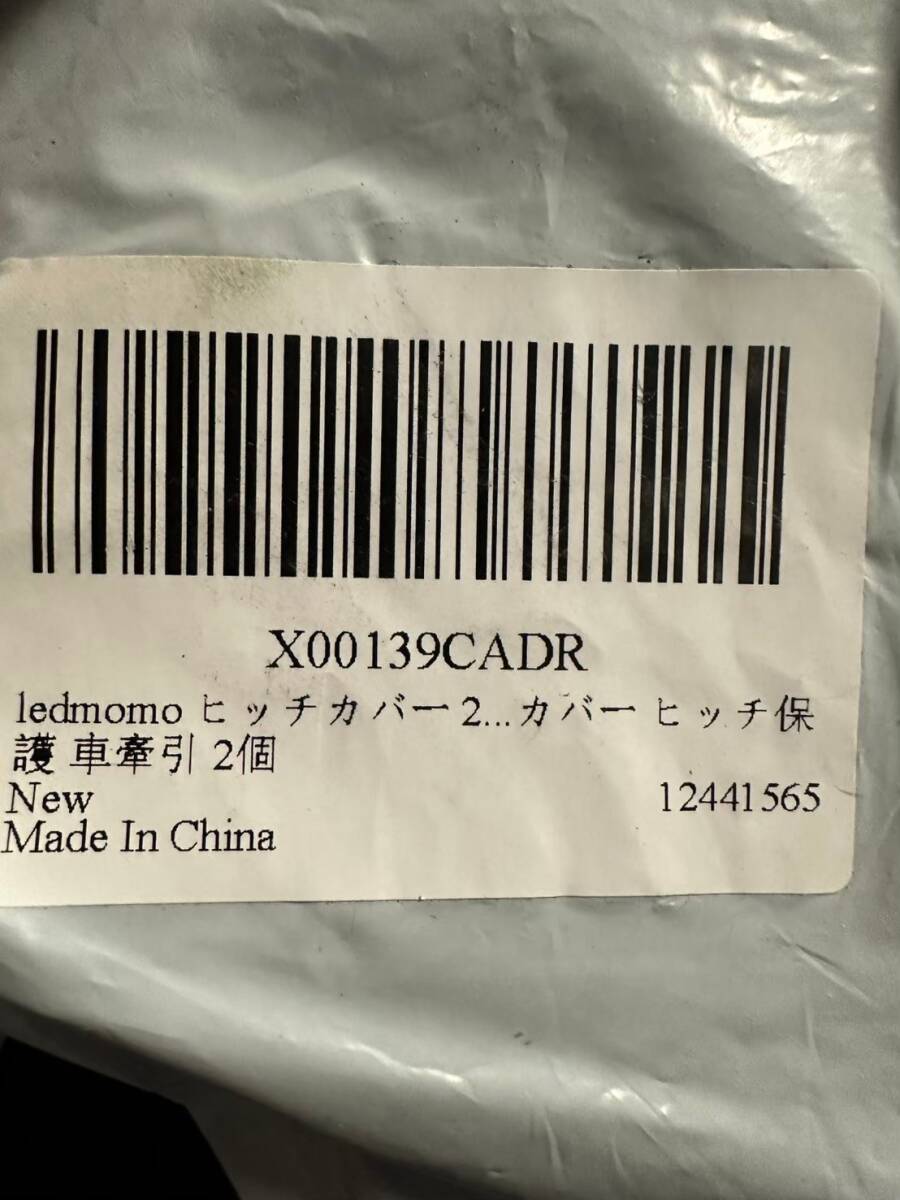 X00139CADR
ledmomo ヒッチカバー 2...カバー ヒッチ保
護 車牽引 2個
New 12441565
Made In China